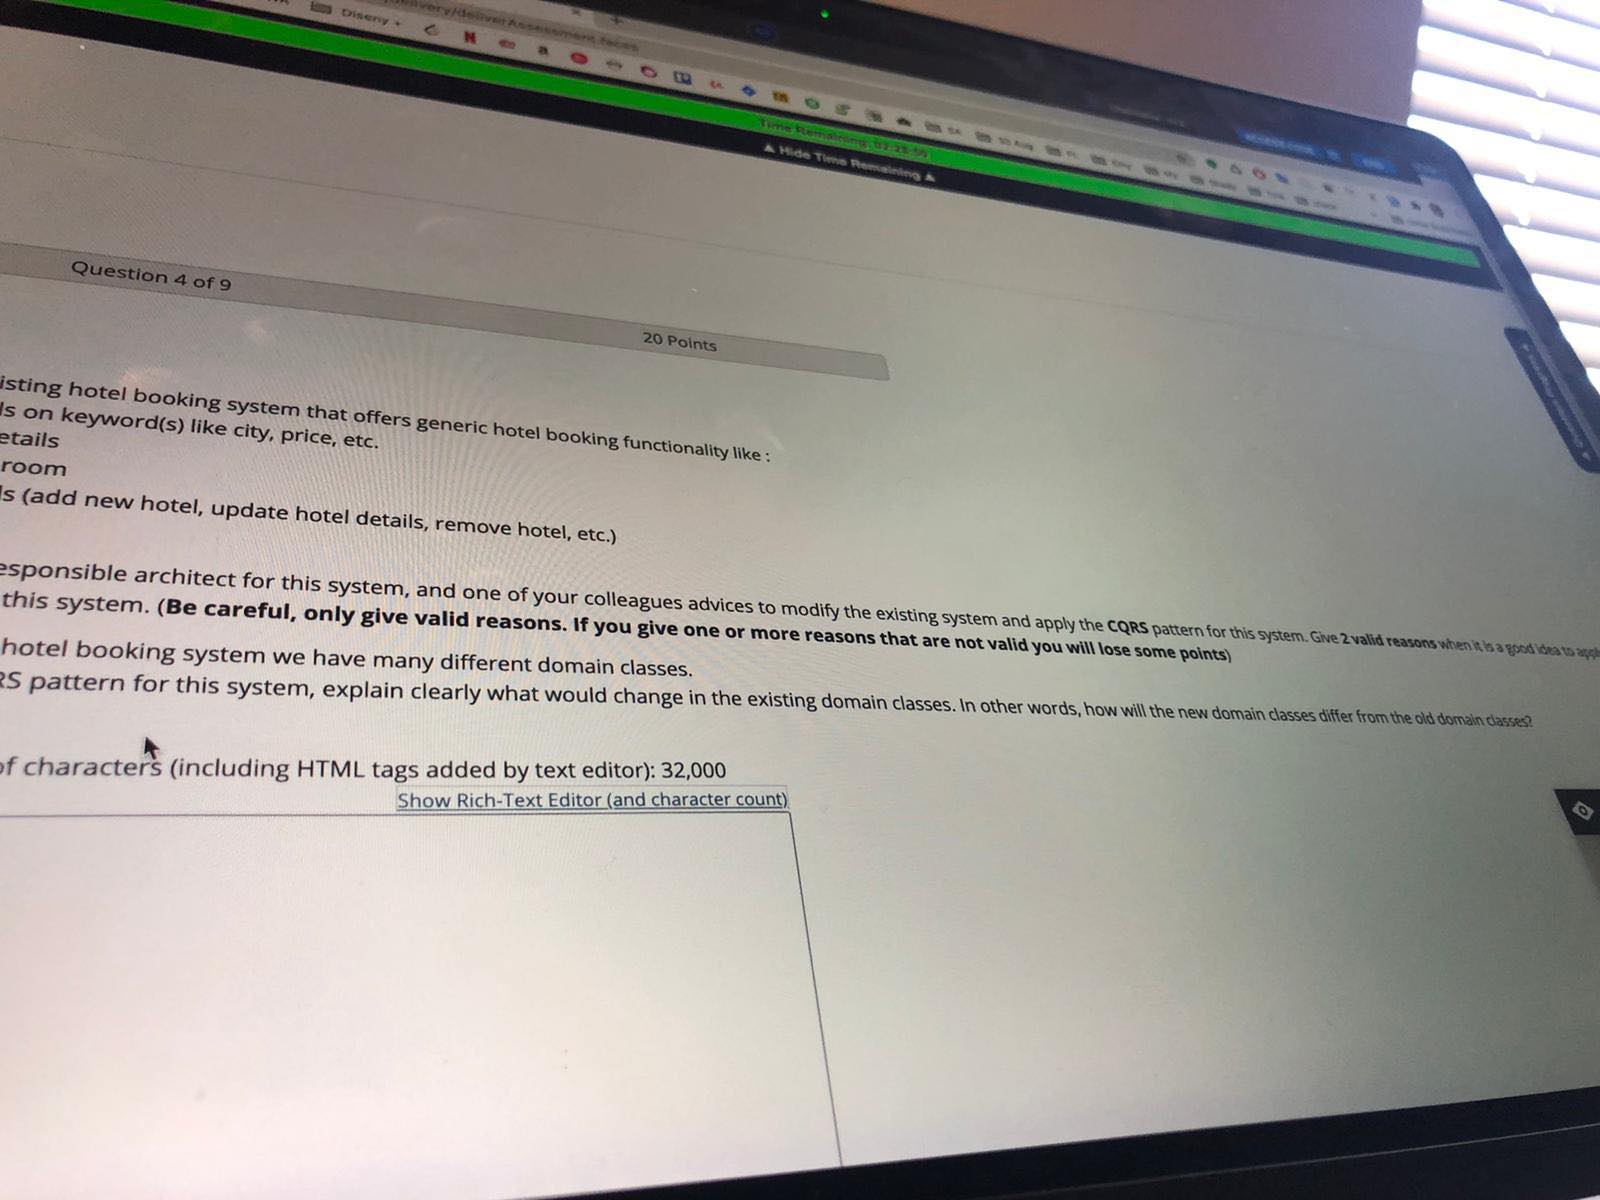 Diseny +
Time Remaining:
▲ Hide Time Remaining ▲
Question 4 of 9
20 Points
isting hotel booking system that offers generic hotel booking functionality like :
ls on keyword(s) like city, price, etc.
etails
room
ls (add new hotel, update hotel details, remove hotel, etc.)
esponsible architect for this system, and one of your colleagues advices to modify the existing system and apply the CQRS pattern for this system. Give 2 valid reasons when it is a good idea to appl
this system. (Be careful, only give valid reasons. If you give one or more reasons that are not valid you will lose some points)
hotel booking system we have many different domain classes.
RS pattern for this system, explain clearly what would change in the existing domain classes. In other words, how will the new domain classes differ from the old domain classes?
of characters (including HTML tags added by text editor): 32,000
Show Rich-Text Editor (and character count)